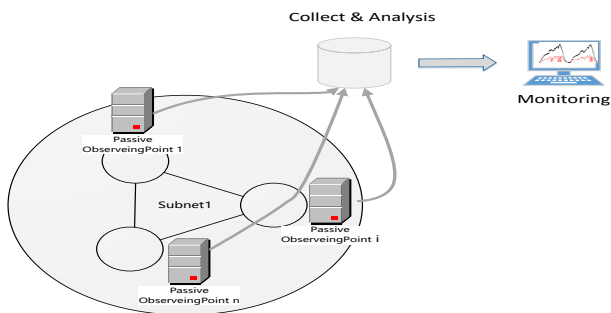 Collect & Analysis
Monitoring
Passive
ObserveingPoint 1
Subnet1
Passive
ObserveingPoint i
Passive
ObserveingPoint n